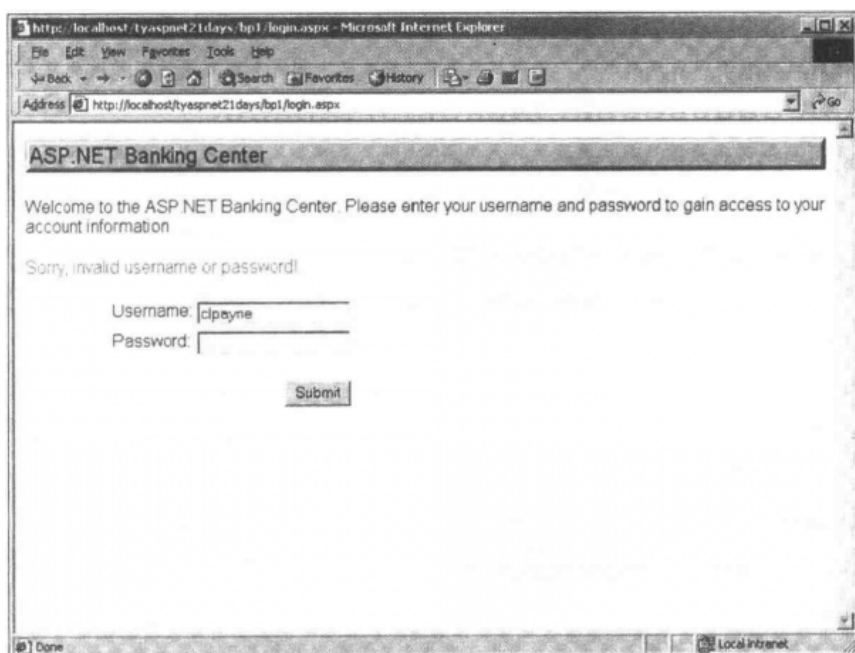 http://localhost/tyaspnet21days/bp1/login.aspx - Microsoft Internet Explorer
File Edit View Favorites Tools Help
Back Search Favorites History
Address http://localhost/tyaspnet21days/bp1/login.aspx Go
ASP.NET Banking Center
Welcome to the ASP.NET Banking Center. Please enter your username and password to gain access to your
account information
Sorry, invalid username or password!
Username: clpayne
Password:
Submit
Done Local intranet